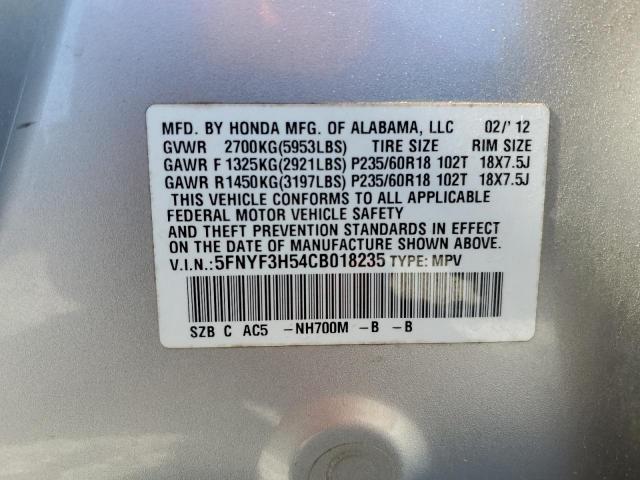 MFD. BY HONDA MFG. OF ALABAMA, LLC 02/' 12
GVWR 2700KG(5953LBS) TIRE SIZE RIM SIZE
GAWR F 1325KG(2921LBS) P235/60R18 102T 18X7.5J
GAWR R1450KG(3197LBS) P235/60R18 102T 18X7.5J
THIS VEHICLE CONFORMS TO ALL APPLICABLE
FEDERAL MOTOR VEHICLE SAFETY
AND THEFT PREVENTION STANDARDS IN EFFECT
ON THE DATE OF MANUFACTURE SHOWN ABOVE.
V.I.N.:5FNYF3H54CB018235 TYPE: MPV
SZB C AC5 -NH700M -B -B